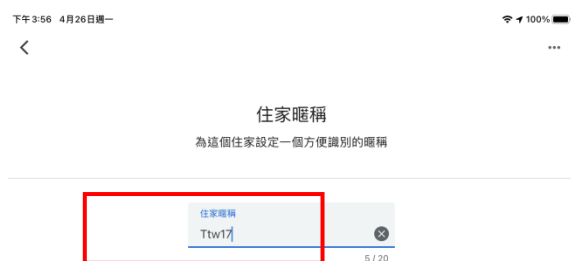 下午3:56 4月26日週一 100%
住家暱稱
為這個住家設定一個方便識別的暱稱
住家暱稱
Ttw17
5 / 20